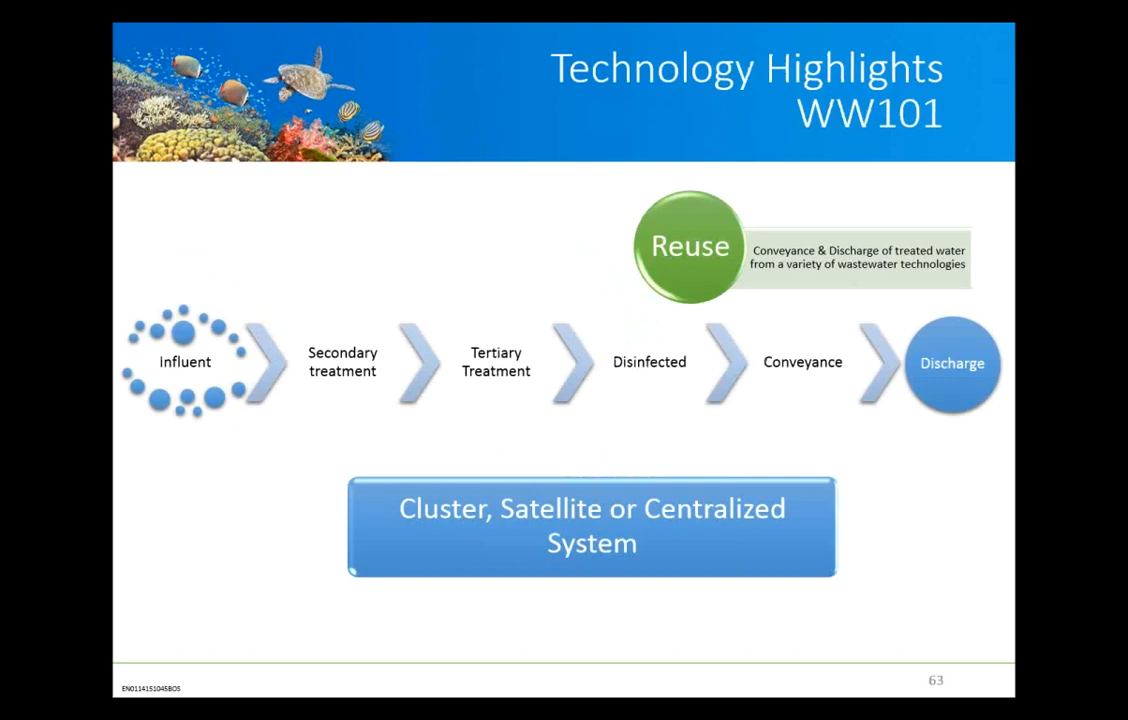 Technology Highlights
WW101
Reuse
Conveyance & Discharge of treated water
from a variety of wastewater technologies
Influent
Secondary
treatment
Tertiary
Treatment
Disinfected
Conveyance
Discharge
Cluster, Satellite or Centralized
System
EN0114151045BOS
63